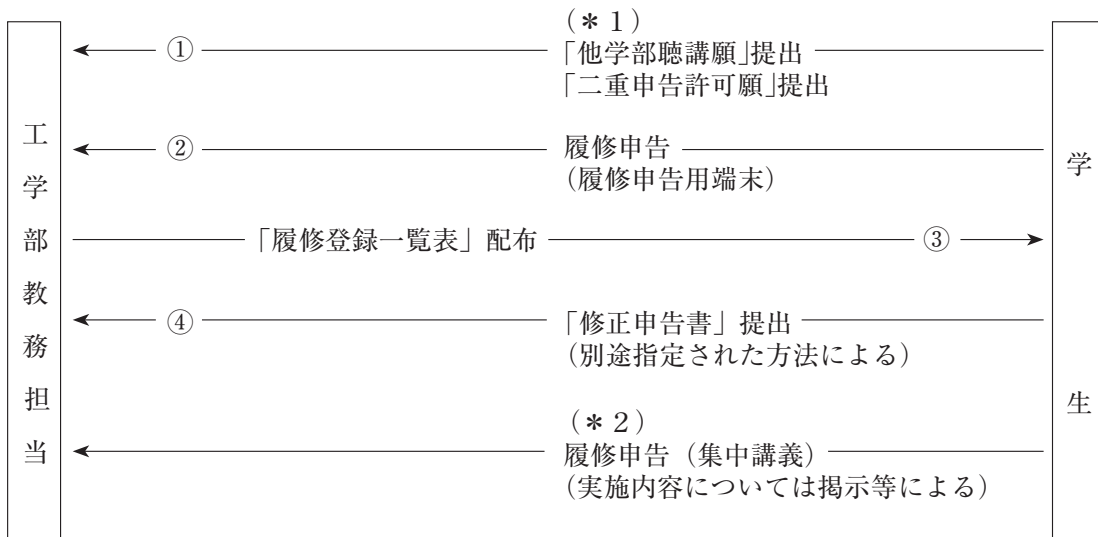 (*1)
① 「他学部聴講願」提出
「二重申告許可願」提出
② 履修申告
(履修申告用端末)
「履修登録一覧表」配布 ③
④ 「修正申告書」提出
(別途指定された方法による)
(*2)
履修申告(集中講義)
(実施内容については掲示等による)
工学部教務担当
学生